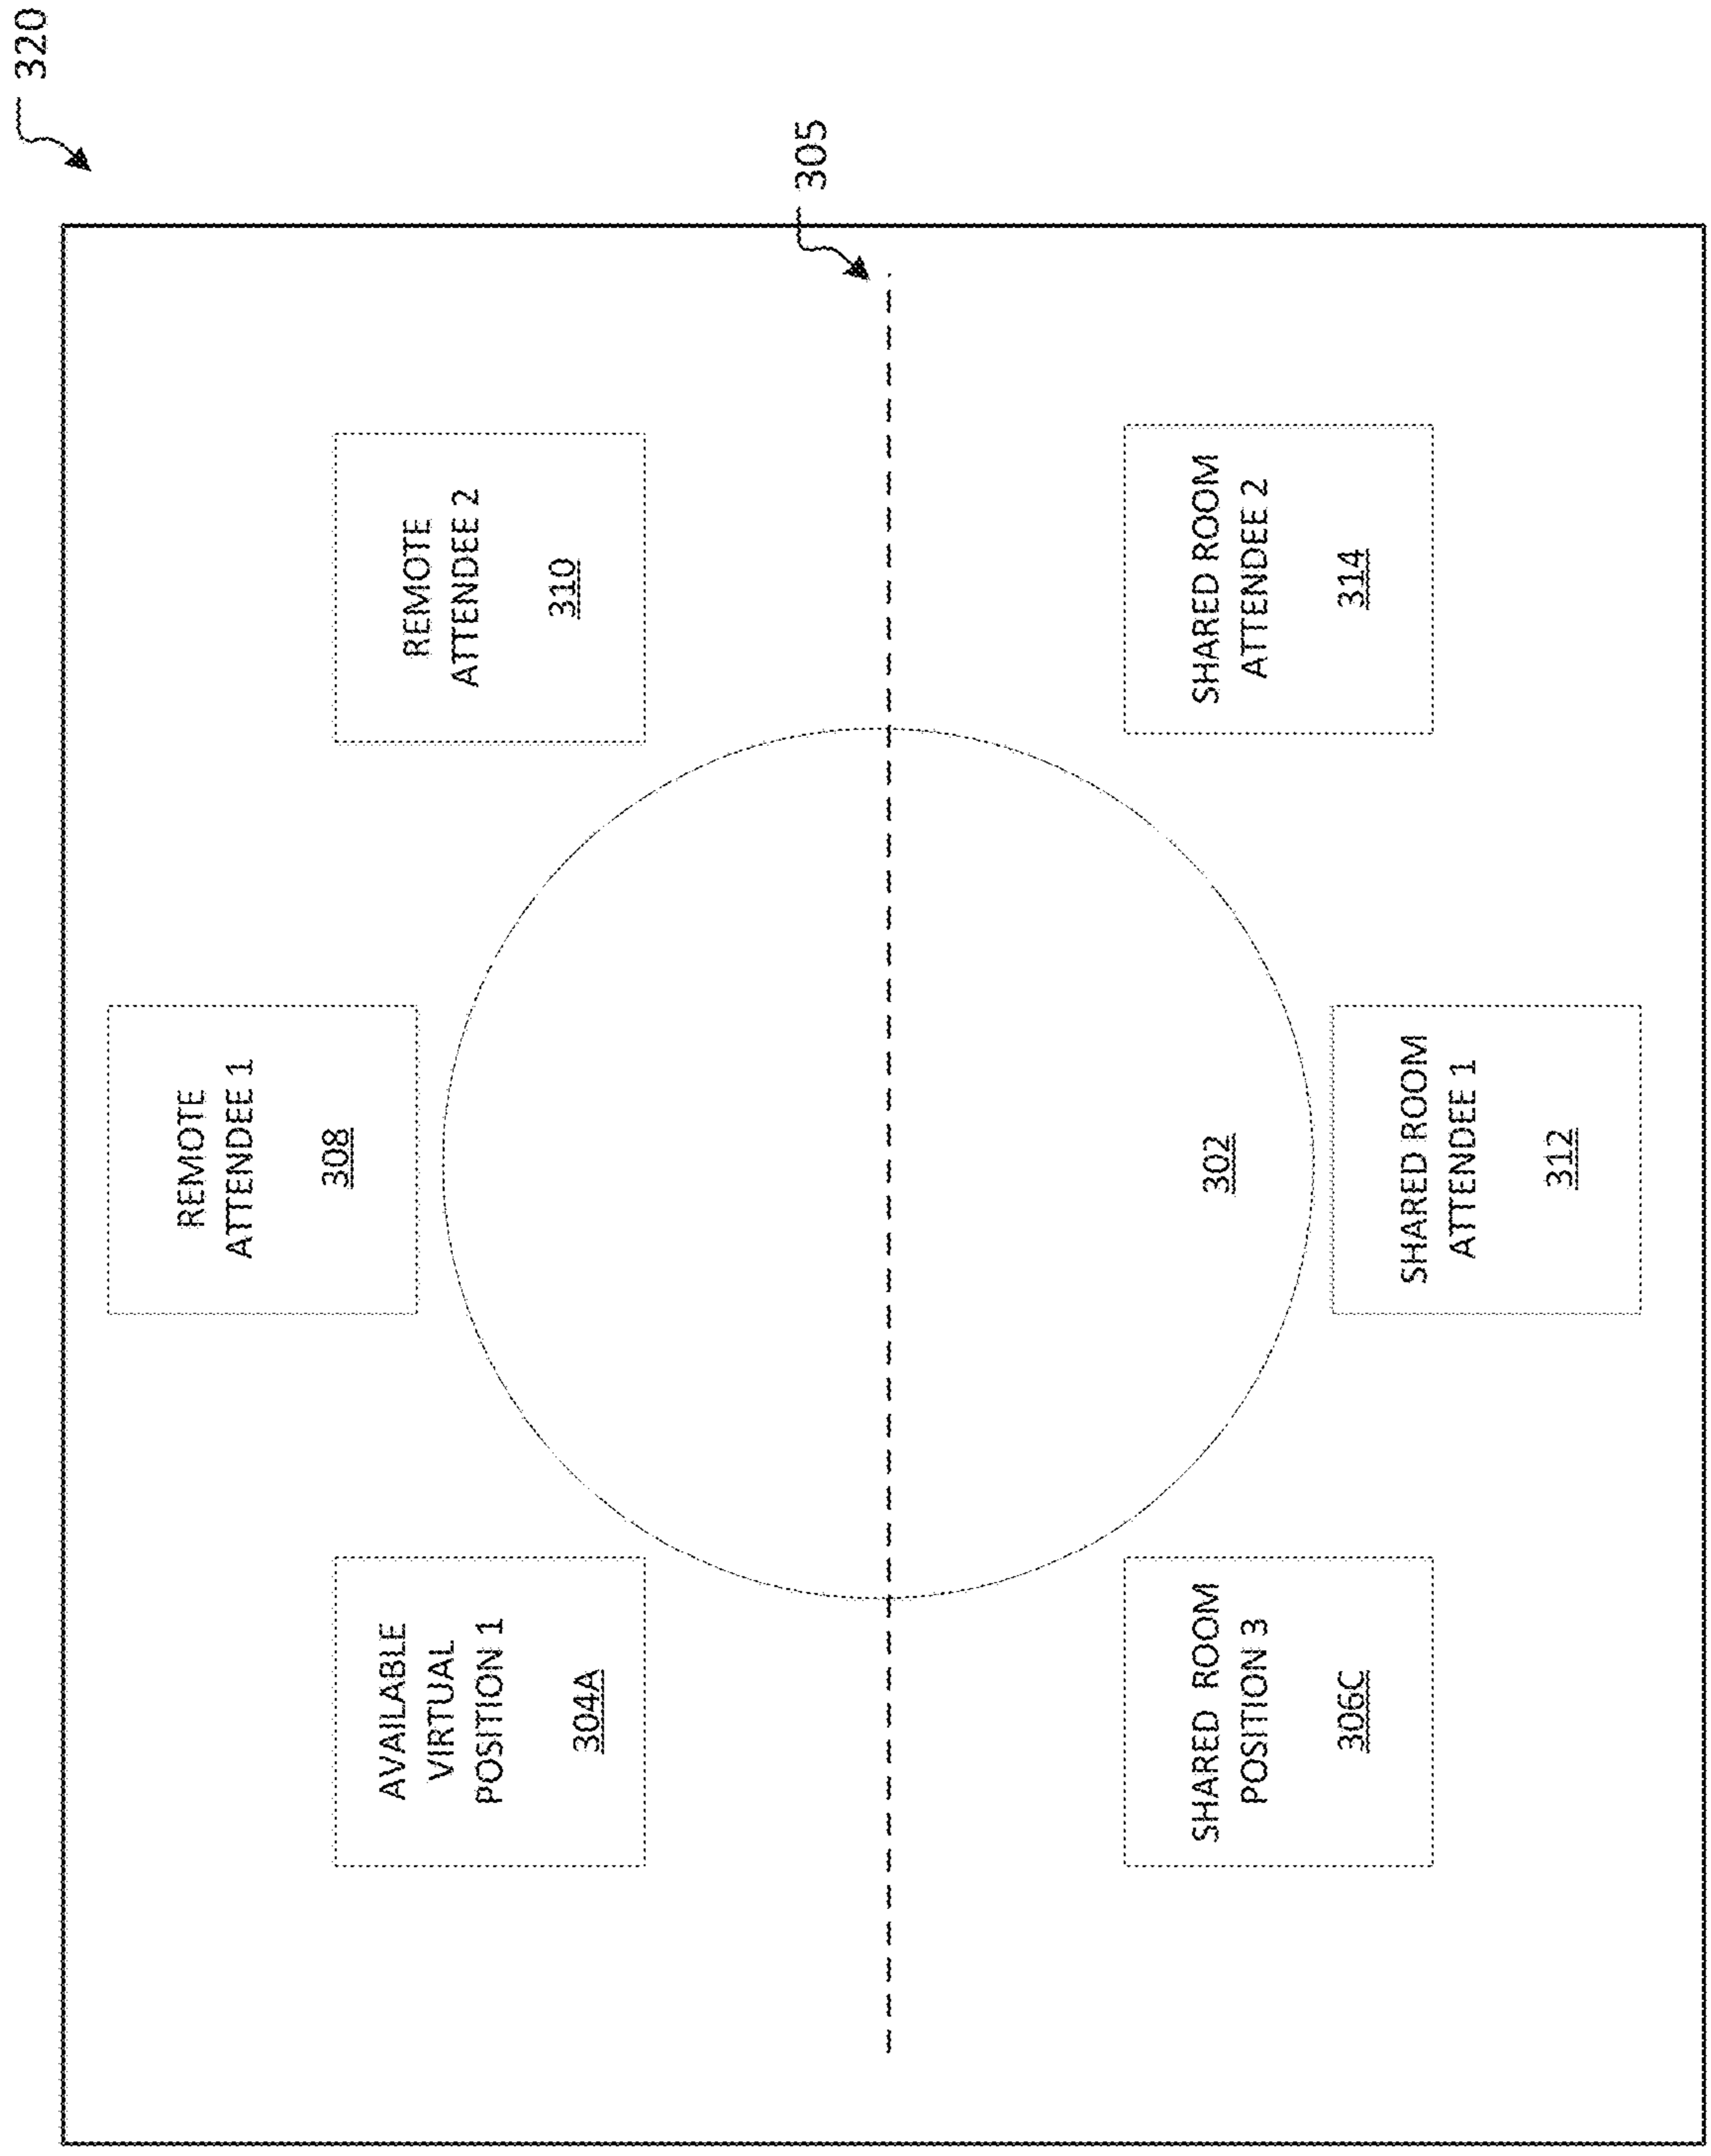 320
305
AVAILABLE
VIRTUAL
POSITION 1
304A
REMOTE
ATTENDEE 1
308
REMOTE
ATTENDEE 2
310
302
SHARED ROOM
POSITION 3
306C
SHARED ROOM
ATTENDEE 1
312
SHARED ROOM
ATTENDEE 2
314